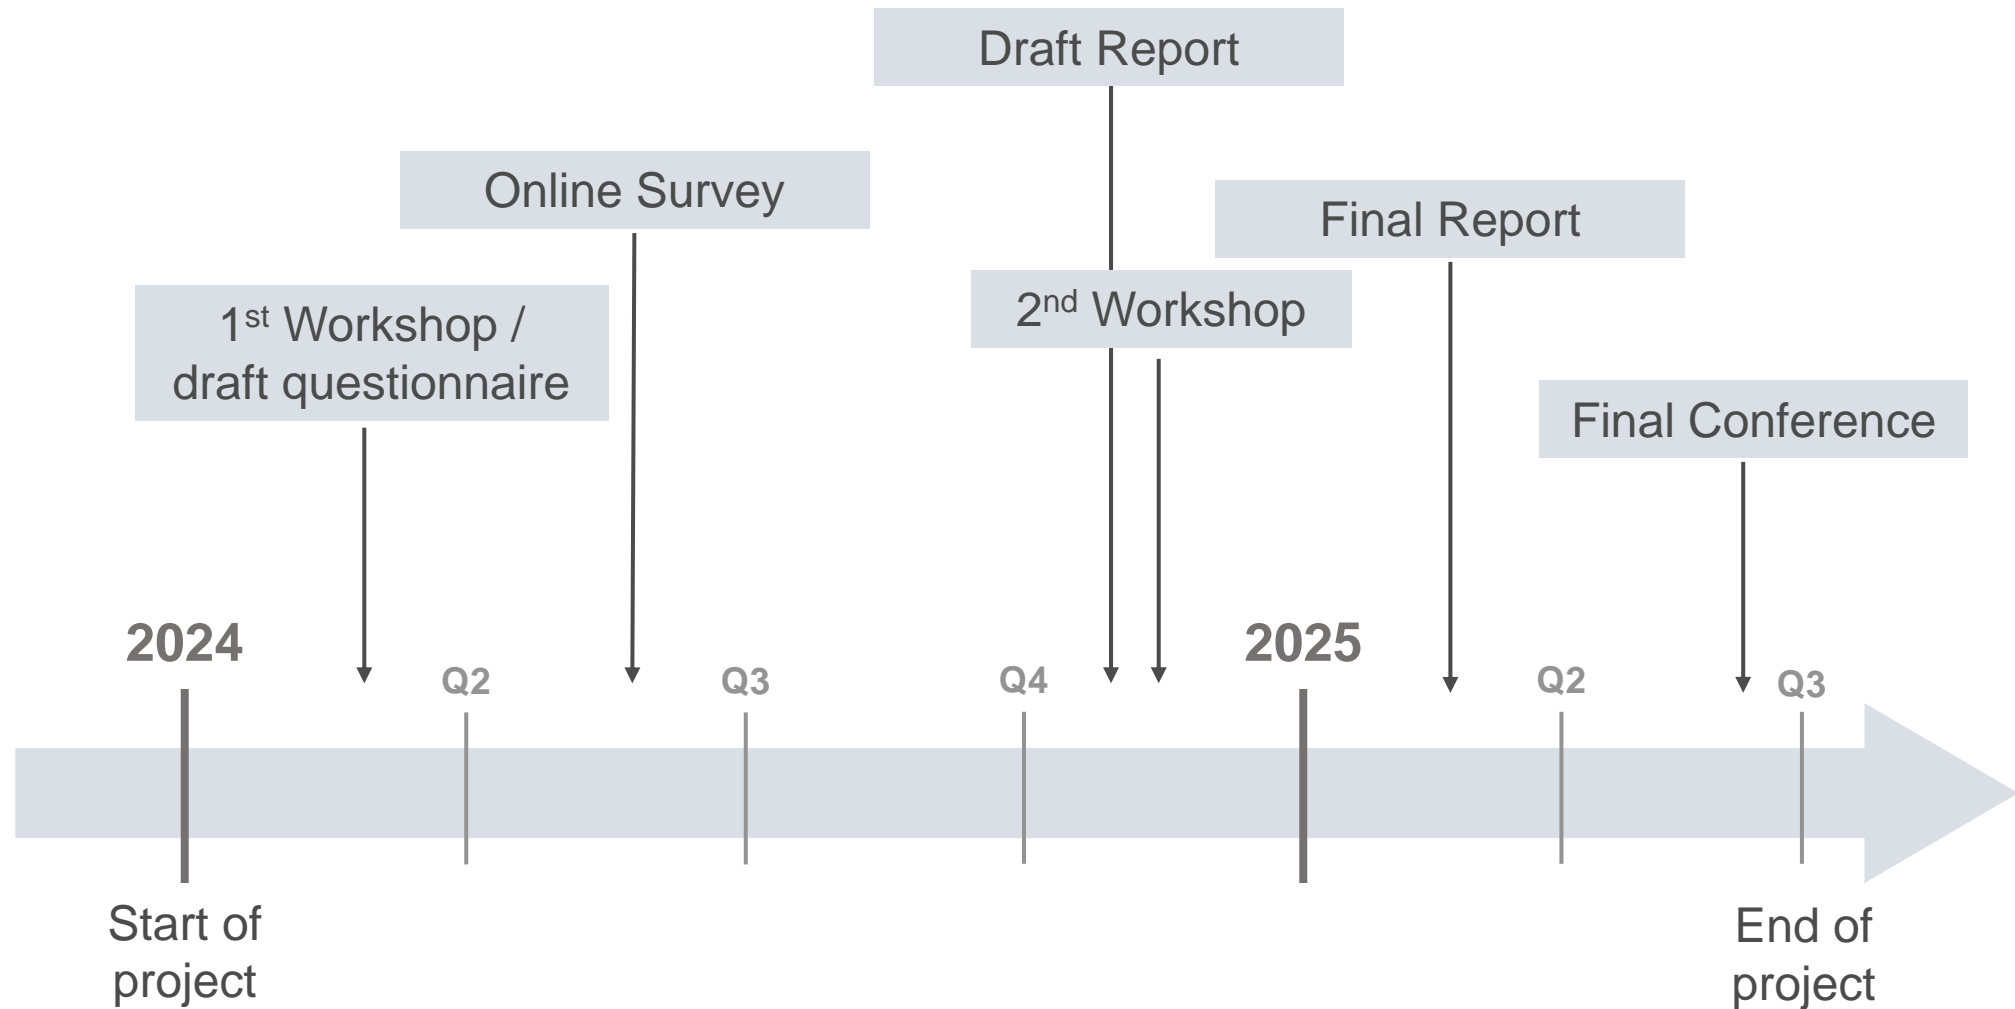 Draft Report
Online Survey
Final Report
2nd Workshop
1st Workshop /
draft questionnaire
Final Conference
2024
Q2
Q3
Q4
2025
Q2
Q3
Start of
project
End of
project